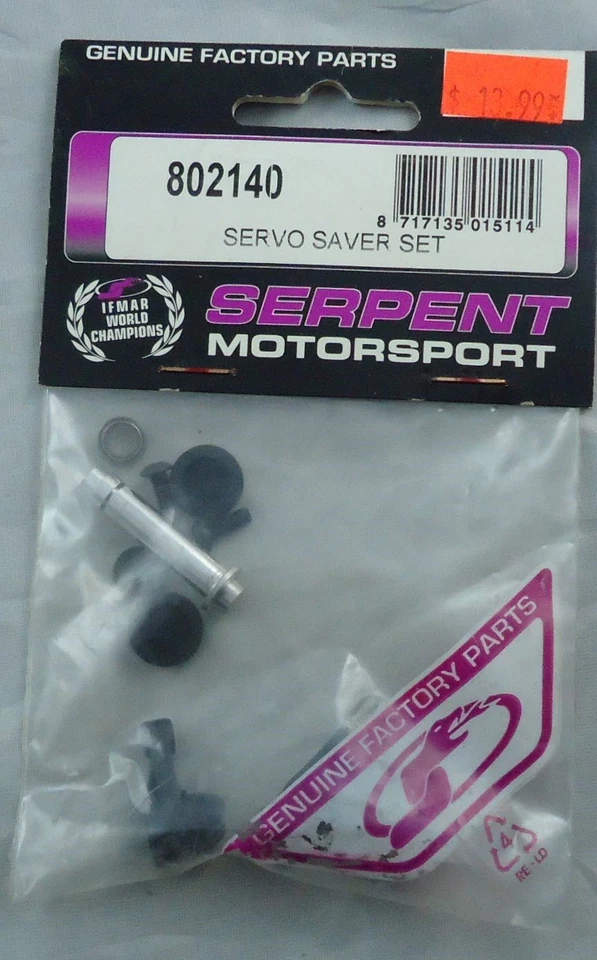 GENUINE FACTORY PARTS
$ 13.99
802140
8 717135 015114
SERVO SAVER SET
IFMAR
WORLD
CHAMPIONS
SERPENT
MOTORSPORT
GENUINE FACTORY PARTS
4
RE-LD